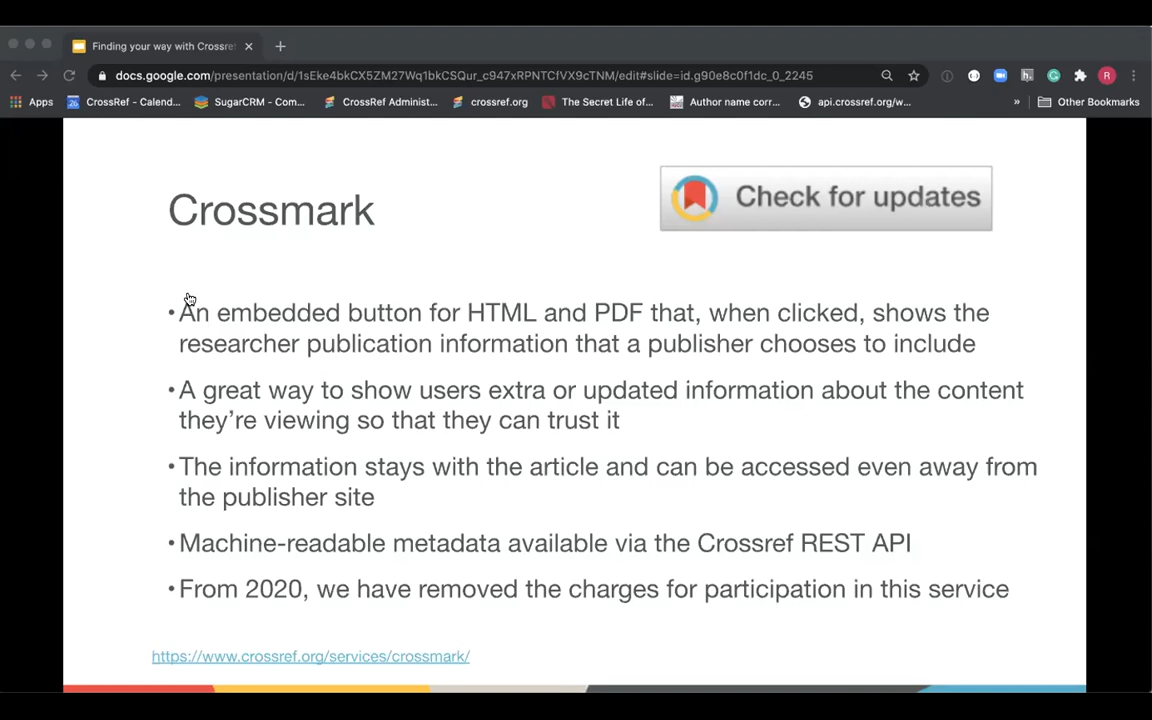 Finding your way with Crossre
docs.google.com/presentation/d/1sEke4bkCX5ZM27Wq1bkCSQur_c947xRPNTCfVX9cTNM/edit#slide=id.g90e8c0f1dc_0_2245
R
Apps
26
CrossRef - Calend...
SugarCRM - Com...
CrossRef Administ...
crossref.org
The Secret Life of...
Author name corr...
api.crossref.org/w...
»
Other Bookmarks
Crossmark
Check for updates
• An embedded button for HTML and PDF that, when clicked, shows the
researcher publication information that a publisher chooses to include
• A great way to show users extra or updated information about the content
they’re viewing so that they can trust it
• The information stays with the article and can be accessed even away from
the publisher site
• Machine-readable metadata available via the Crossref REST API
• From 2020, we have removed the charges for participation in this service
https://www.crossref.org/services/crossmark/